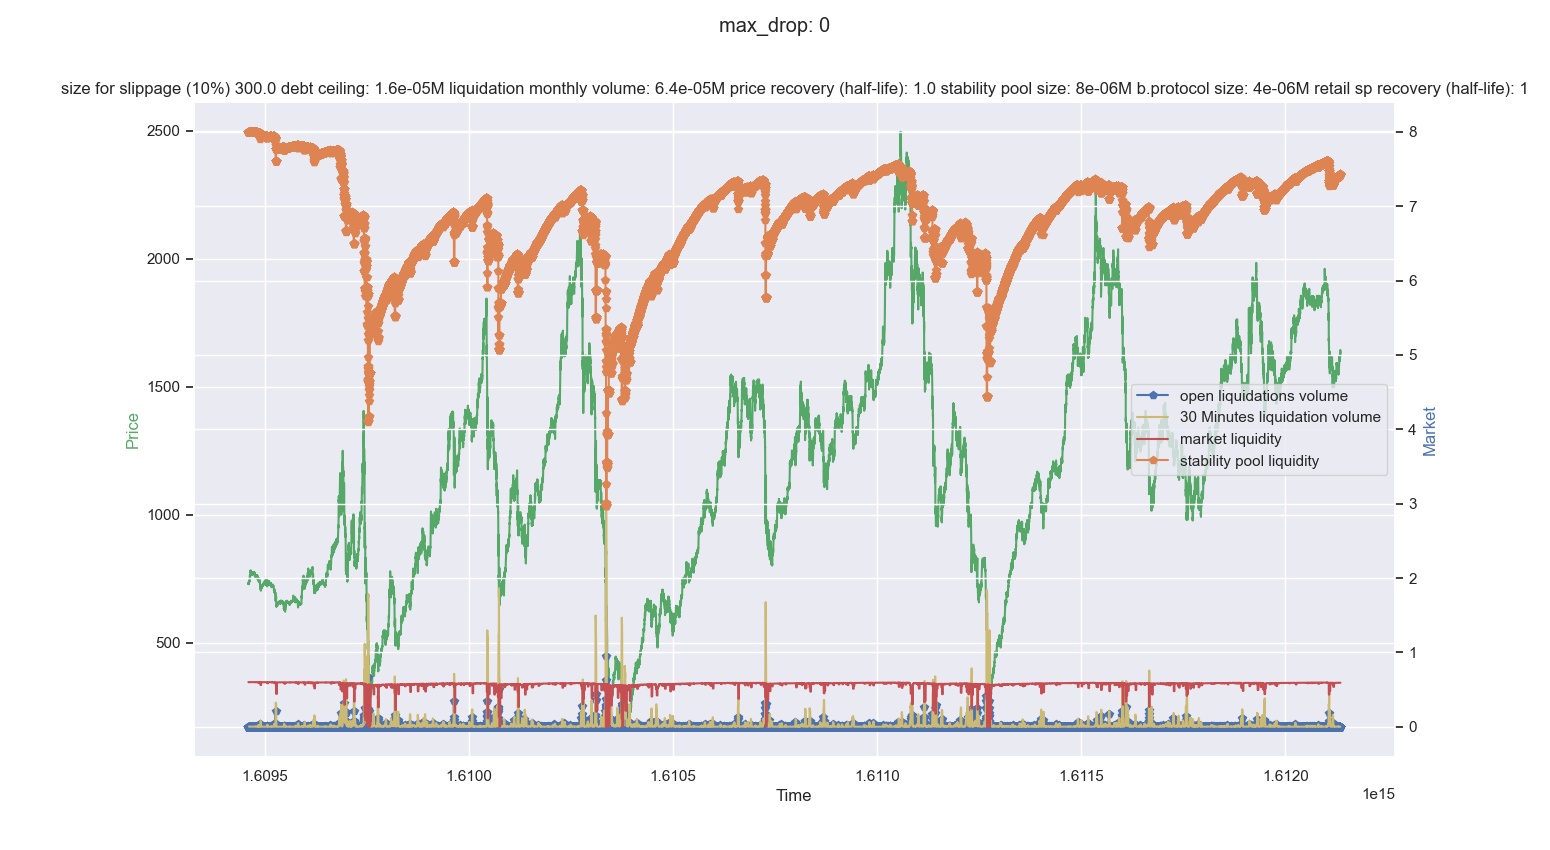 max_drop: 0
size for slippage (10%) 300.0 debt ceiling: 1.6e-05M liquidation monthly volume: 6.4e-05M price recovery (half-life): 1.0 stability pool size: 8e-06M b.protocol size: 4e-06M retail sp recovery (half-life): 1
2500
2000
1500
1000
500
Price
8
7
6
5
4
3
2
1
0
Market
open liquidations volume
30 Minutes liquidation volume
market liquidity
stability pool liquidity
1.6095 1.6100 1.6105 1.6110 1.6115 1.6120
Time
1e15